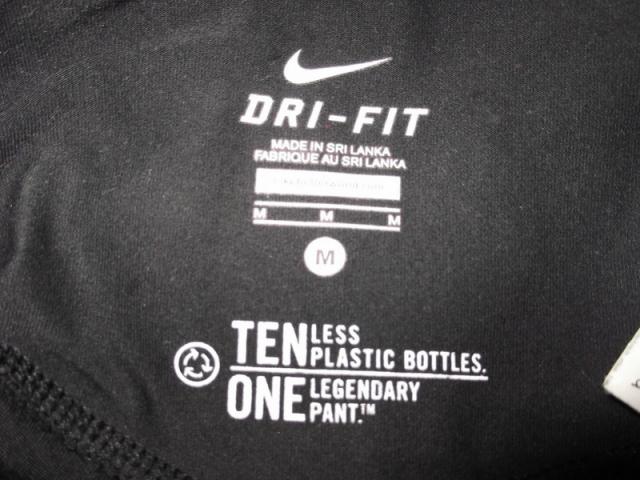 DRI-FIT
MADE IN SRI LANKA
FABRIQUE AU SRI LANKA
M M M
M
TEN LESS
PLASTIC BOTTLES.
ONE LEGENDARY
PANT.™